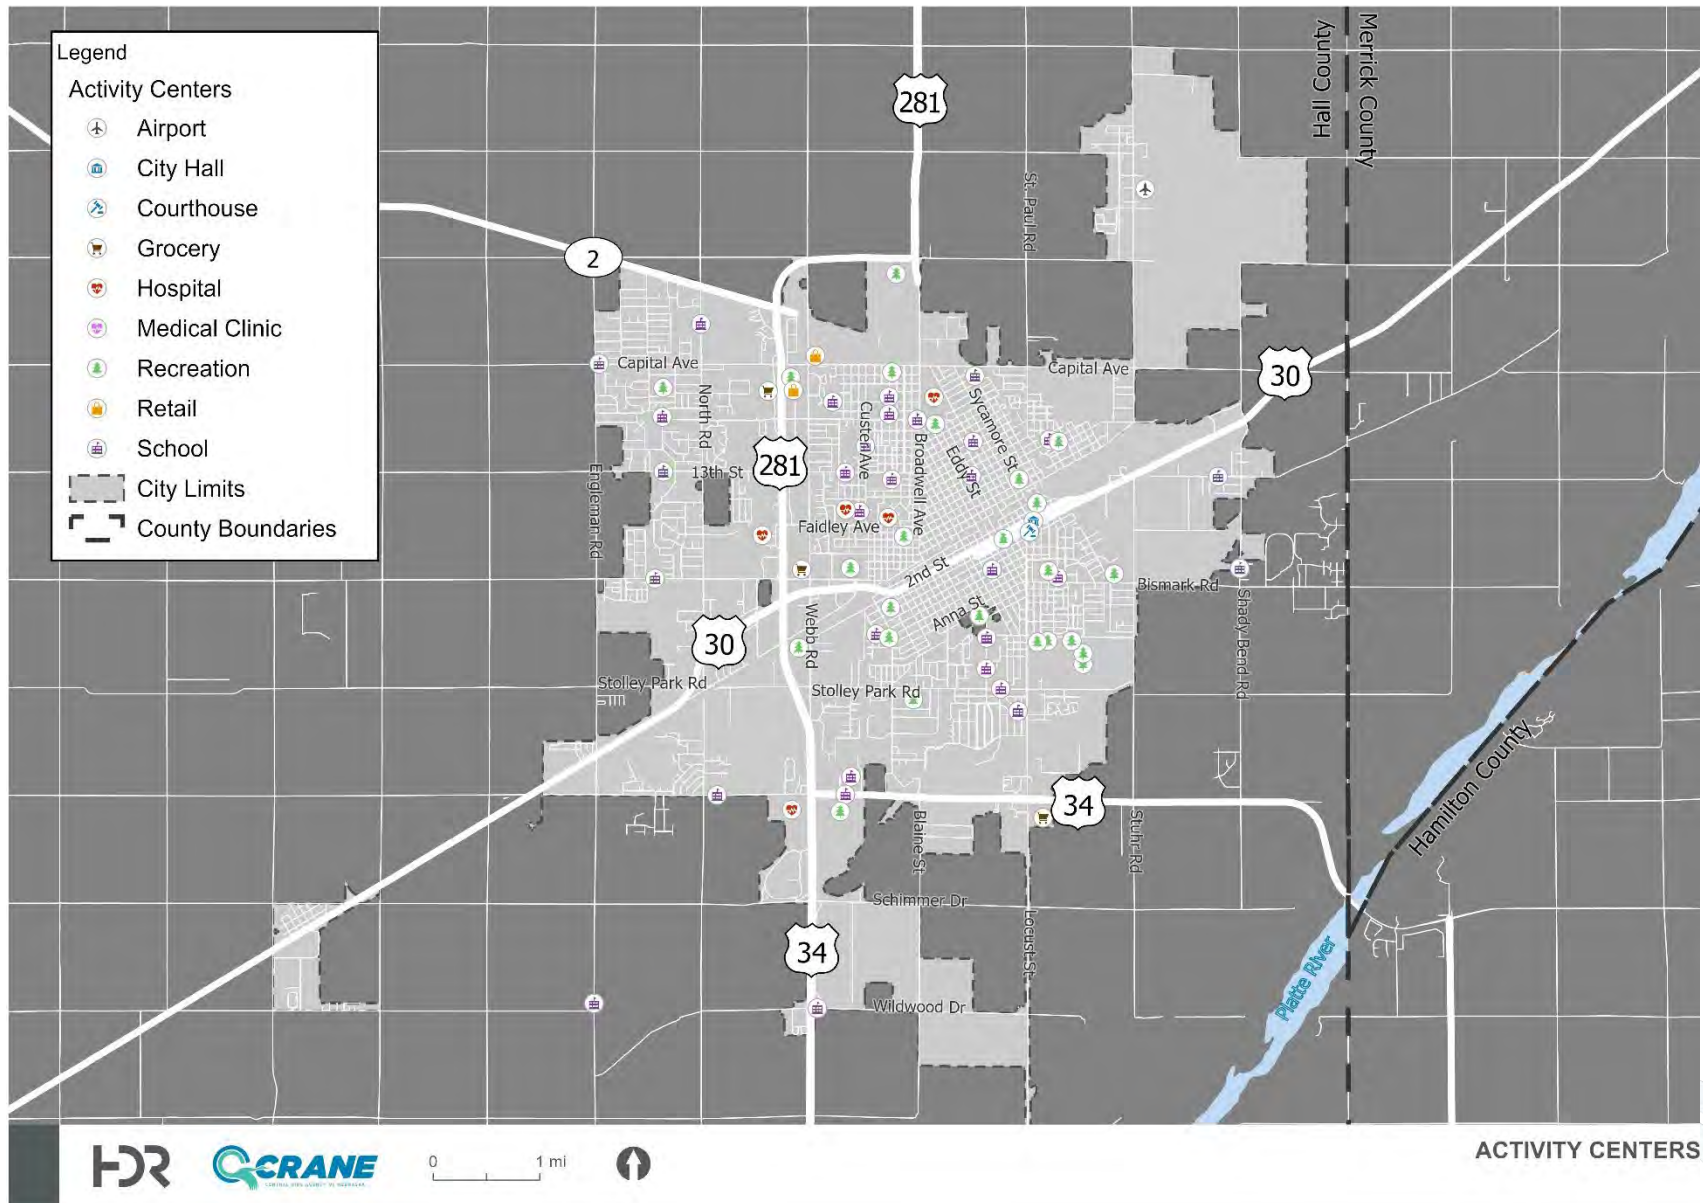 Legend
Activity Centers
Airport
City Hall
Courthouse
Grocery
Hospital
Medical Clinic
Recreation
Retail
School
City Limits
County Boundaries
281
Hall County
Merrick County
St. Paul Rd
2
30
Capital Ave
Capital Ave
North Rd
Custer Ave
Broadwell Ave
Sycamore St
Eddy St
281
13th St
Engleman Rd
Faidley Ave
2nd St
Bismark Rd
Shady Bend Rd
Anna St
Webb Rd
30
Stolley Park Rd
Stolley Park Rd
Hamilton County
34
Blaine St
Stuhr Rd
Schimmer Dr
Locust St
34
Wildwood Dr
Platte River
HDR
CRANE
0 1 mi
ACTIVITY CENTERS